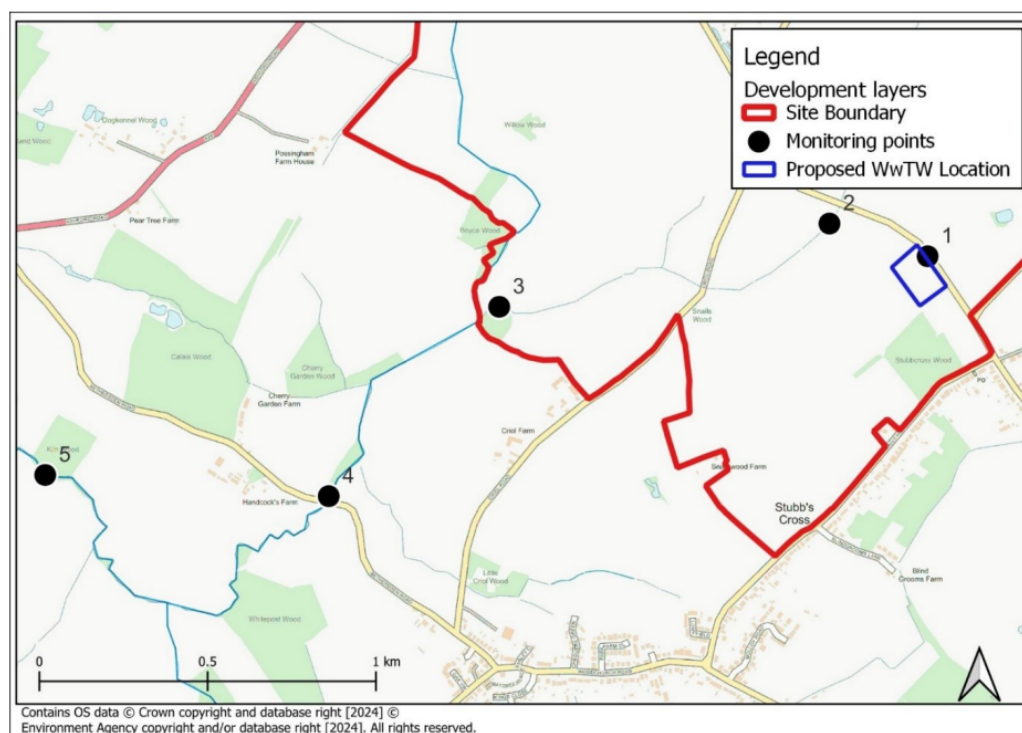 Legend
Development layers
Site Boundary
Monitoring points
Proposed WwTW Location
Dogkennel Wood
Willow Wood
Possingham
Farm House
Pear Tree Farm
2
1
3
Snails
Wood
Stubbcross Wood
PO
Calais Wood
Cherry
Garden Wood
Cherry
Garden Farm
Criol Farm
5
4
Handcock's Farm
Stubb's
Cross
Blind
Grooms Farm
Little
Criol Wood
Whitepost Wood
0
0.5
1 km
Contains OS data © Crown copyright and database right [2024] ©
Environment Agency copyright and/or database right [2024]. All rights reserved.